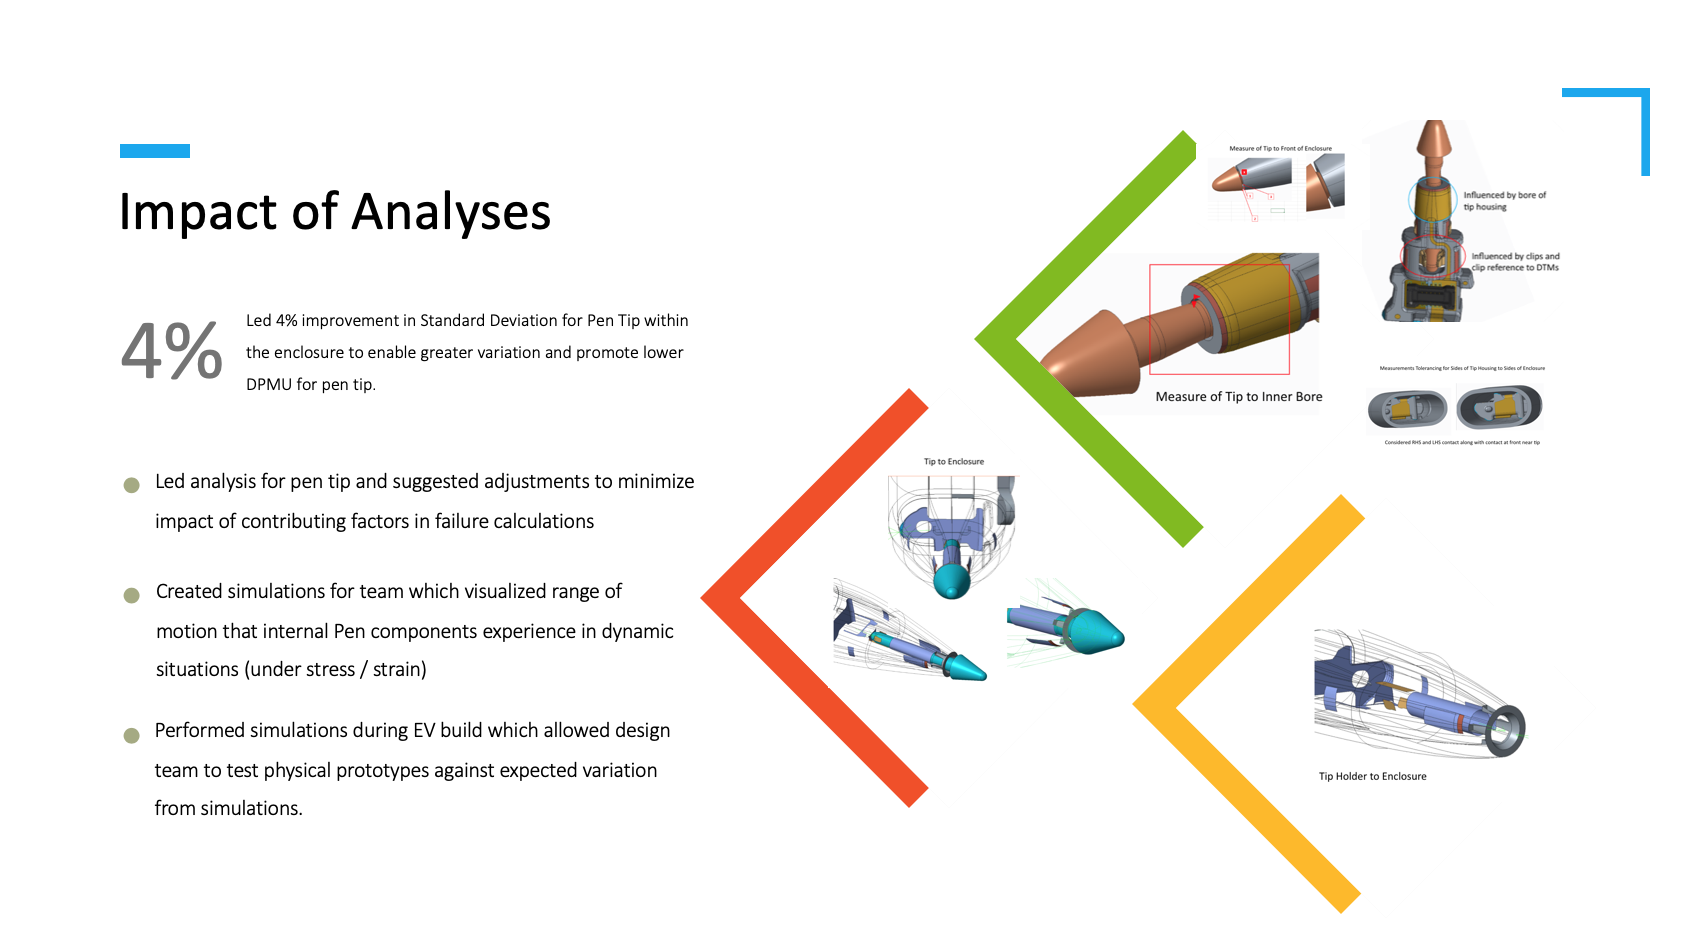 Impact of Analyses
4%
Led 4% improvement in Standard Deviation for Pen Tip within
the enclosure to enable greater variation and promote lower
DPMU for pen tip.
Led analysis for pen tip and suggested adjustments to minimize
impact of contributing factors in failure calculations
Created simulations for team which visualized range of
motion that internal Pen components experience in dynamic
situations (under stress / strain)
Performed simulations during EV build which allowed design
team to test physical prototypes against expected variation
from simulations.
Measure of Tip to Front of Enclosure
Influenced by bore of
tip housing
Influenced by clips and
clip reference to DTMs
Measure of Tip to Inner Bore
Measurements Tolerancing for Sides of Tip Housing to Sides of Enclosure
Considered RHS and LHS contact along with contact at front near tip
Tip to Enclosure
Tip Holder to Enclosure